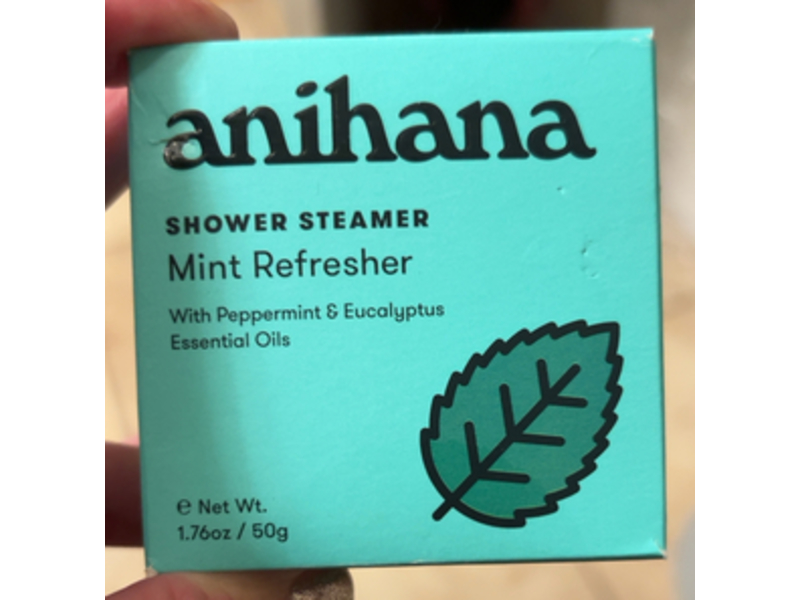 anihana
SHOWER STEAMER
Mint Refresher
With Peppermint & Eucalyptus
Essential Oils
℮ Net Wt.
1.76oz / 50g